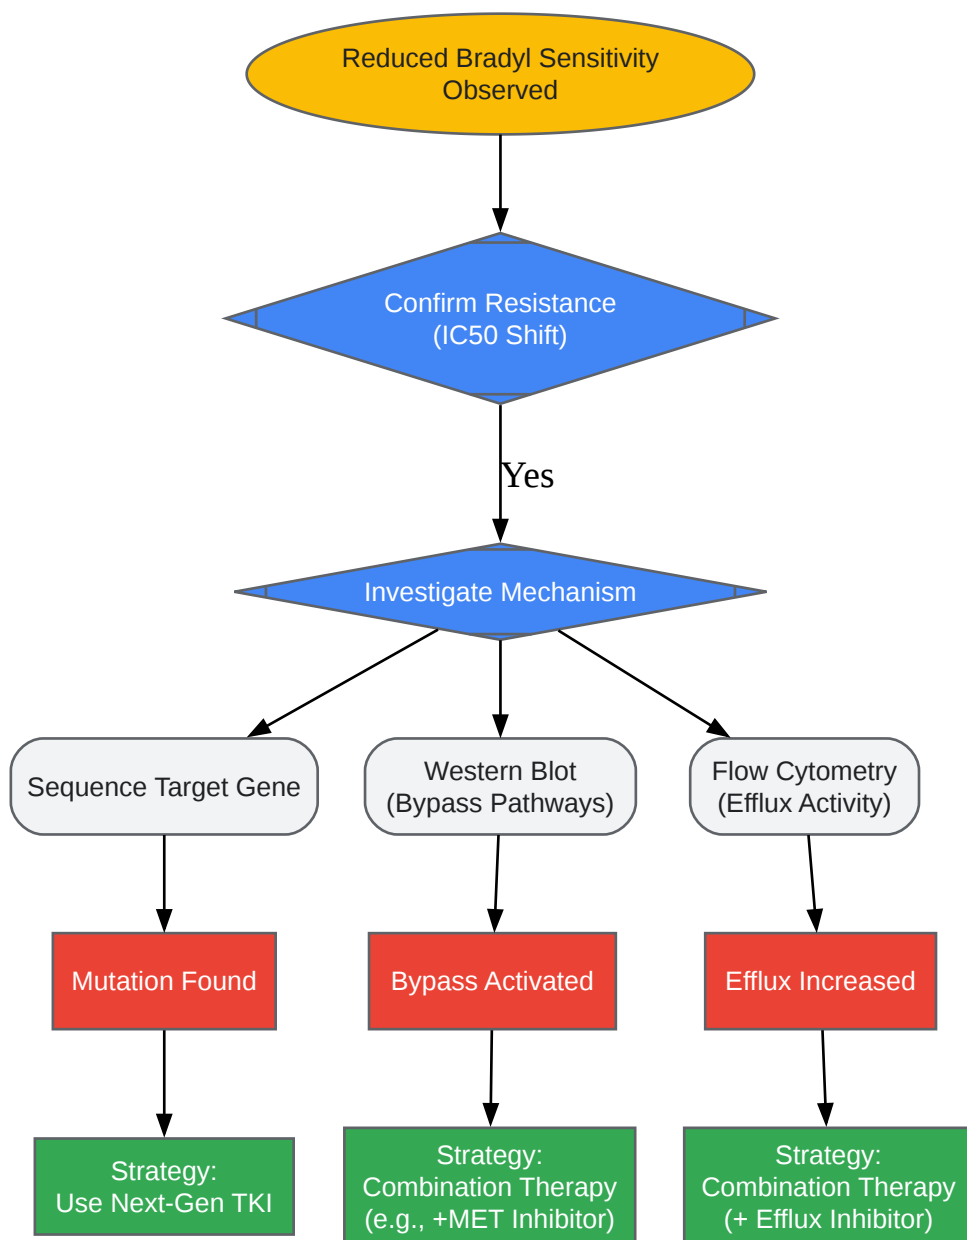 Reduced Bradyl Sensitivity
Observed
Confirm Resistance
(IC50 Shift)
Yes
Investigate Mechanism
Sequence Target Gene
Western Blot
(Bypass Pathways)
Flow Cytometry
(Efflux Activity)
Mutation Found
Bypass Activated
Efflux Increased
Strategy:
Use Next-Gen TKI
Strategy:
Combination Therapy
(e.g., +MET Inhibitor)
Strategy:
Combination Therapy
(+ Efflux Inhibitor)